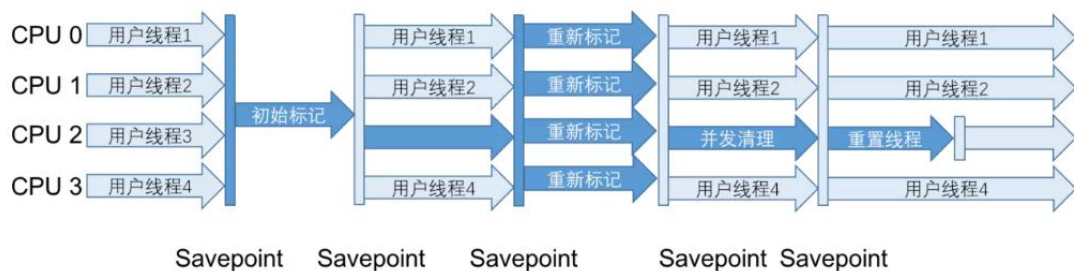 CPU 0 用户线程1 用户线程1 重新标记 用户线程1 用户线程1
CPU 1 用户线程2 用户线程2 重新标记 用户线程2 用户线程2
初始标记
CPU 2 用户线程3 重新标记 并发清理 重置线程
CPU 3 用户线程4 用户线程4 重新标记 用户线程4 用户线程4
Savepoint Savepoint Savepoint Savepoint Savepoint